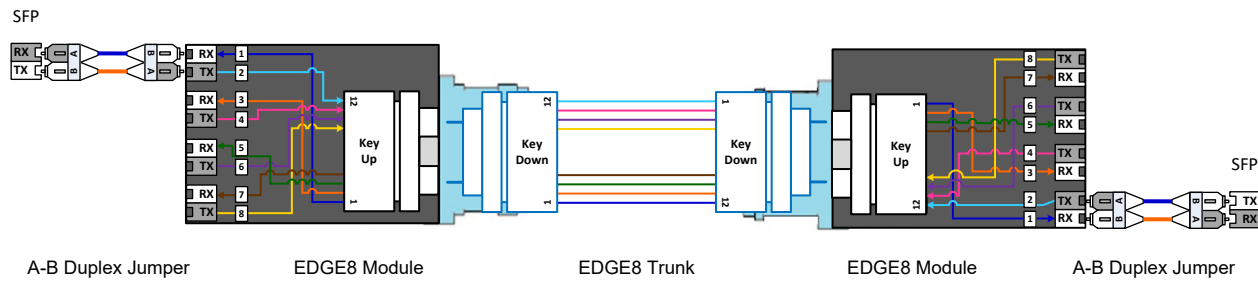 SFP
RX
TX
A
B
B
A
RX
TX
RX
TX
RX
TX
RX
TX
1
2
3
4
5
6
7
8
12
Key
Up
1
12
Key
Down
1
1
Key
Down
12
1
Key
Up
12
8
7
6
5
4
3
2
1
TX
RX
TX
RX
TX
RX
TX
RX
A
B
B
A
SFP
TX
RX
A-B Duplex Jumper
EDGE8 Module
EDGE8 Trunk
EDGE8 Module
A-B Duplex Jumper